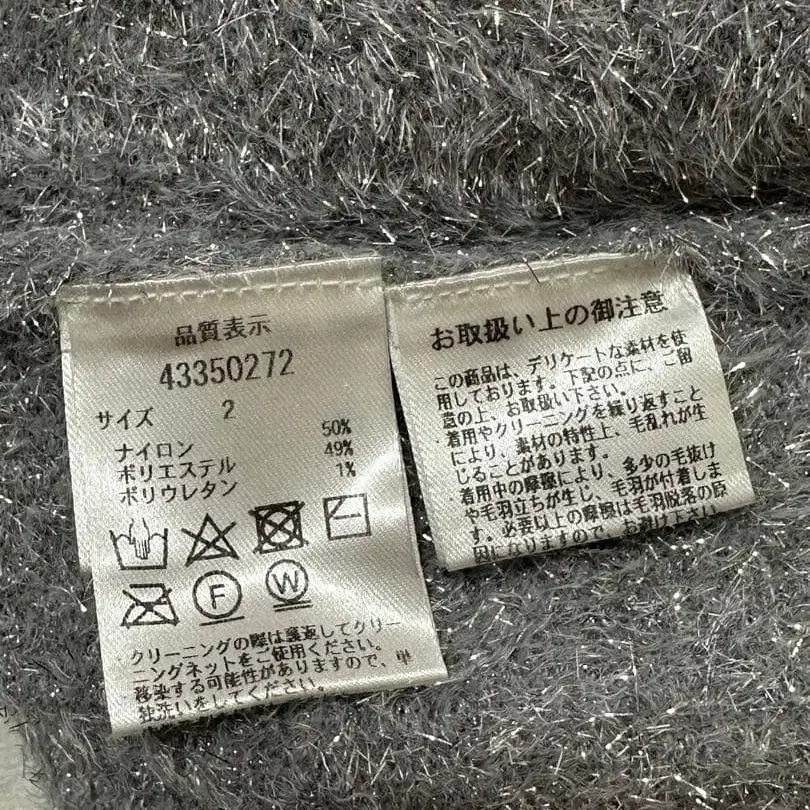 品質表示
43350272
サイズ 2
ナイロン 50%
ポリエステル 49%
ポリウレタン 1%
F
W
クリーニングの際は裏返してクリー
ニングネットをご使用ください。
移染する可能性がありますので、単
独洗いをしてください。
お取扱い上の御注意
この商品は、デリケートな素材を使
用しております。下記の点に、ご留
意の上、お取扱い下さい。
着用やクリーニングを繰り返すこと
により、素材の特性上、毛乱れが生
じることがあります。
着用中の摩擦により、多少の毛抜け
や毛羽立ちが生じ、毛羽が付着しま
す。必要以上の摩擦は毛羽脱落の原
因になりますので、お避け下さい。